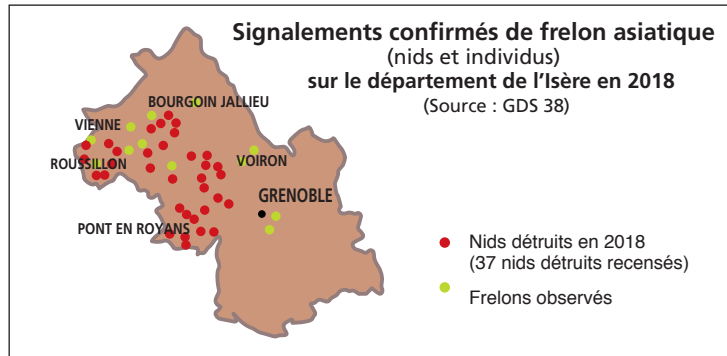 Signalements confirmés de frelon asiatique
(nids et individus)
sur le département de l'Isère en 2018
(Source : GDS 38)
BOURGOIN JALLIEU
VIENNE
ROUSSILLON
VOIRON
GRENOBLE
PONT EN ROYANS
Nids détruits en 2018
(37 nids détruits recensés)
Frelons observés